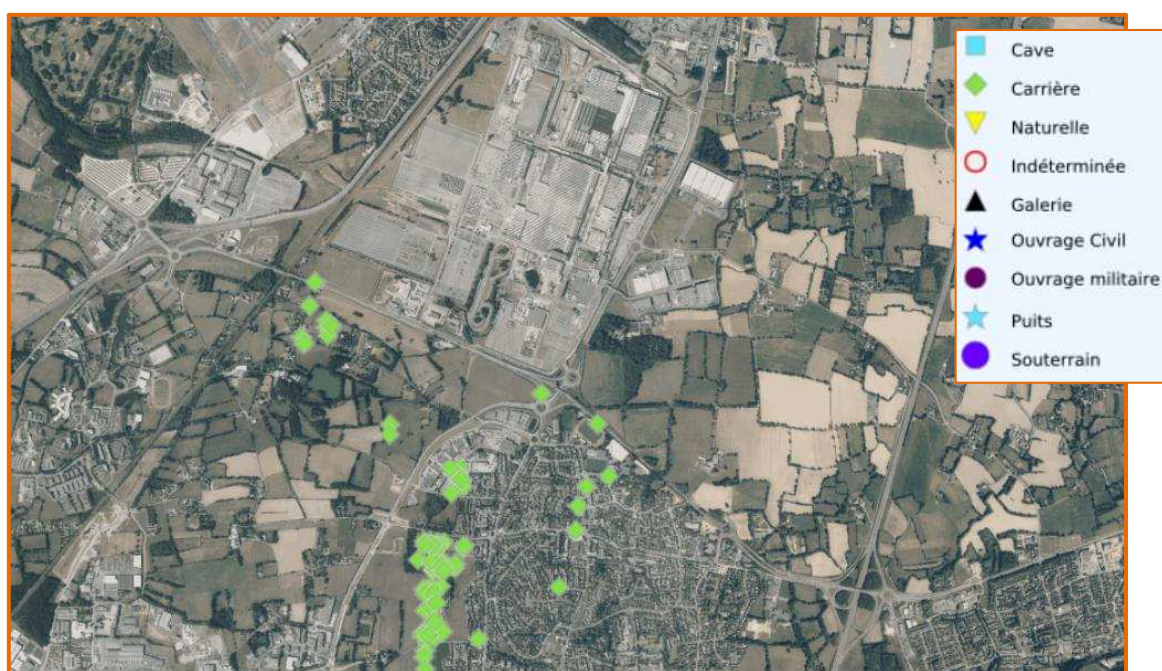 Cave
Carrière
Naturelle
Indéterminée
Galerie
Ouvrage Civil
Ouvrage militaire
Puits
Souterrain